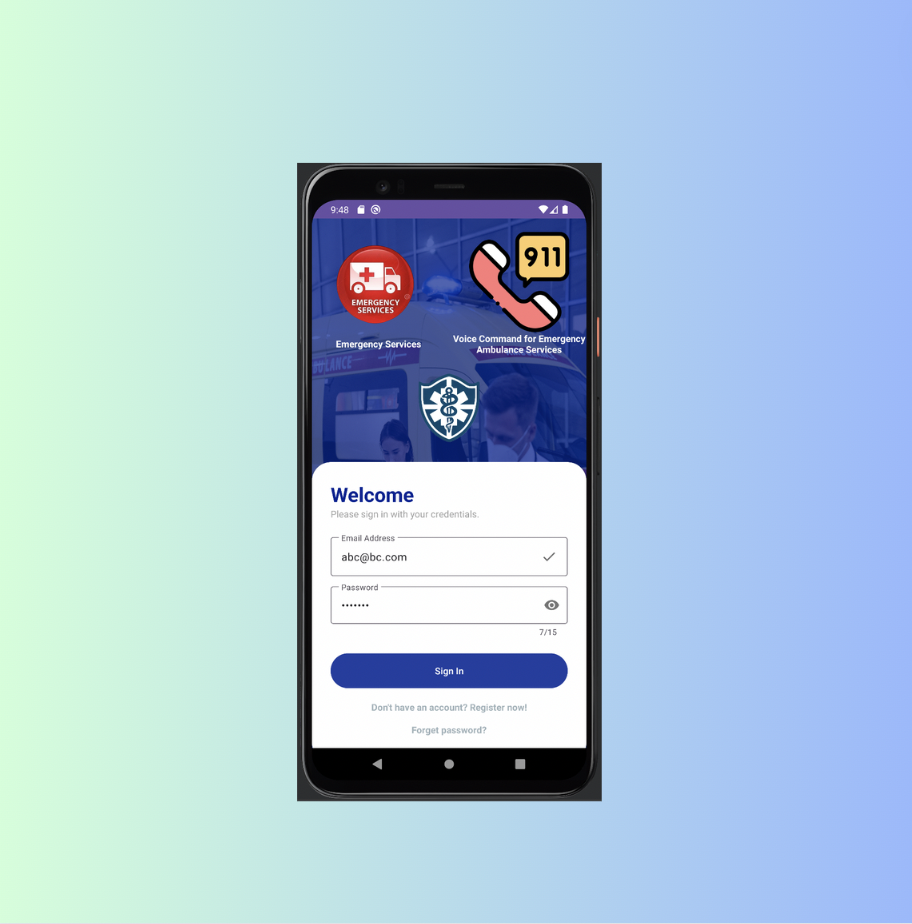 9:48
911
EMERGENCY
SERVICES
Emergency Services
Voice Command for Emergency
Ambulance Services
BULANCE
Welcome
Please sign in with your credentials.
Email Address
abc@bc.com
Password
•••••••
7/15
Sign In
Don't have an account? Register now!
Forget password?